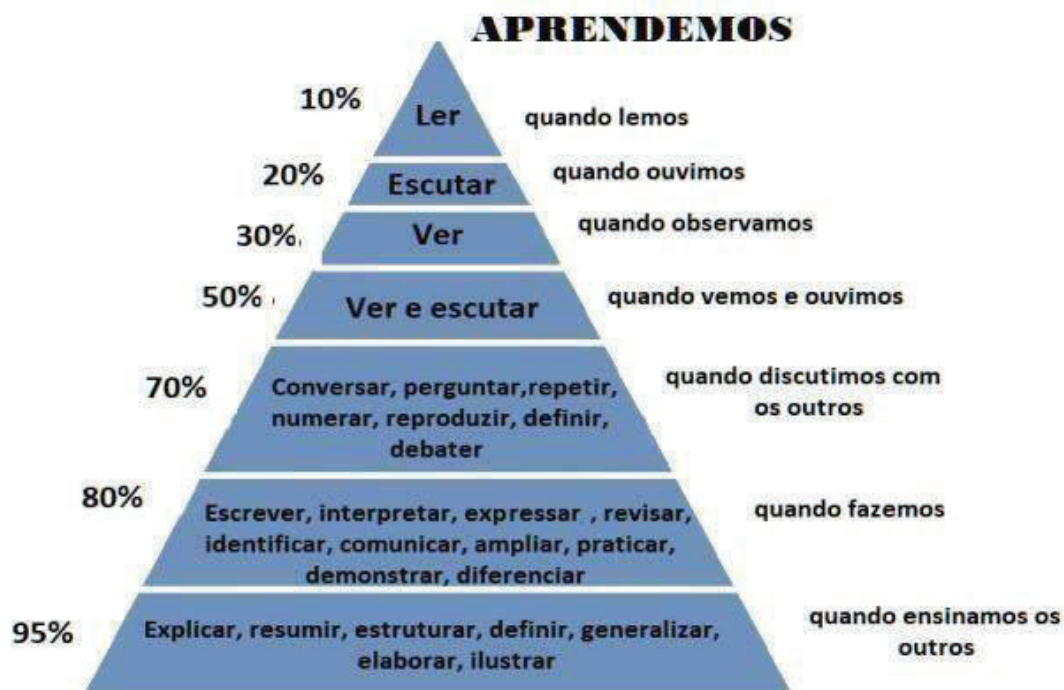 APRENDEMOS
10%
Ler
quando lemos
20%
Escutar
quando ouvimos
30%.
Ver
quando observamos
50% .
Ver e escutar
quando vemos e ouvimos
70%
Conversar, perguntar,repetir,
numerar, reproduzir, definir,
debater
quando discutimos com
os outros
80%
Escrever, interpretar, expressar , revisar,
identificar, comunicar, ampliar, praticar,
demonstrar, diferenciar
quando fazemos
95%
Explicar, resumir, estruturar, definir, generalizar,
elaborar, ilustrar
quando ensinamos os
outros